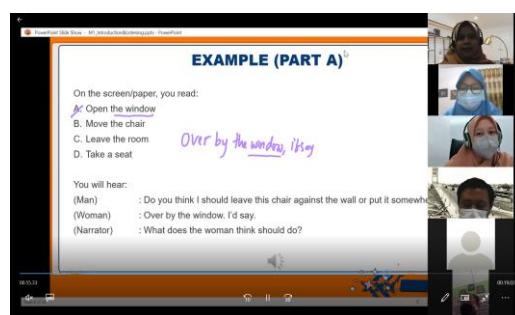 PowerPoint Slide Show - M1_Introduction&Listening.pptx - PowerPoint
EXAMPLE (PART A)
On the screen/paper, you read:
A. Open the window
B. Move the chair
C. Leave the room
D. Take a seat
Over by the window, I'd say
You will hear:
(Man) : Do you think I should leave this chair against the wall or put it somewhe
(Woman) : Over by the window. I'd say.
(Narrator) : What does the woman think should do?